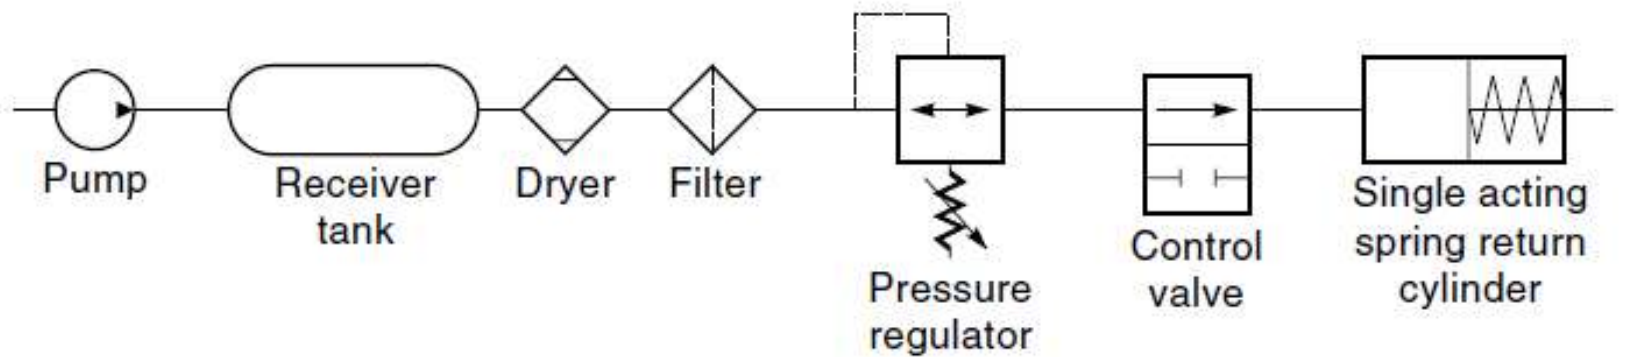 Pump
Receiver
tank
Dryer
Filter
Pressure
regulator
Control
valve
Single acting
spring return
cylinder